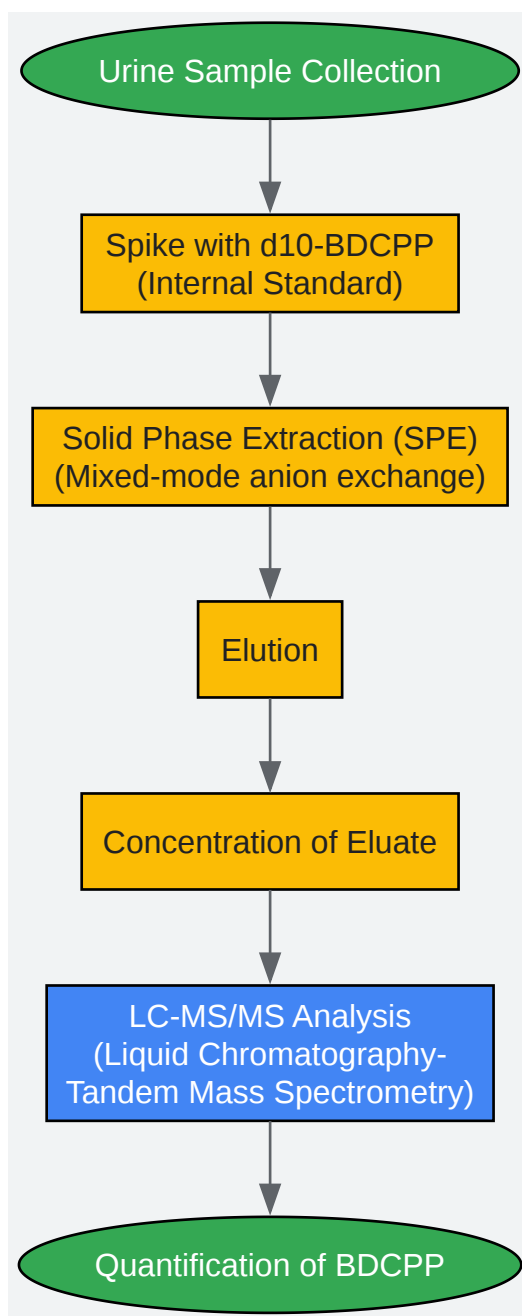 Urine Sample Collection
Spike with d10-BDCPP
(Internal Standard)
Solid Phase Extraction (SPE)
(Mixed-mode anion exchange)
Elution
Concentration of Eluate
LC-MS/MS Analysis
(Liquid Chromatography-
Tandem Mass Spectrometry)
Quantification of BDCPP